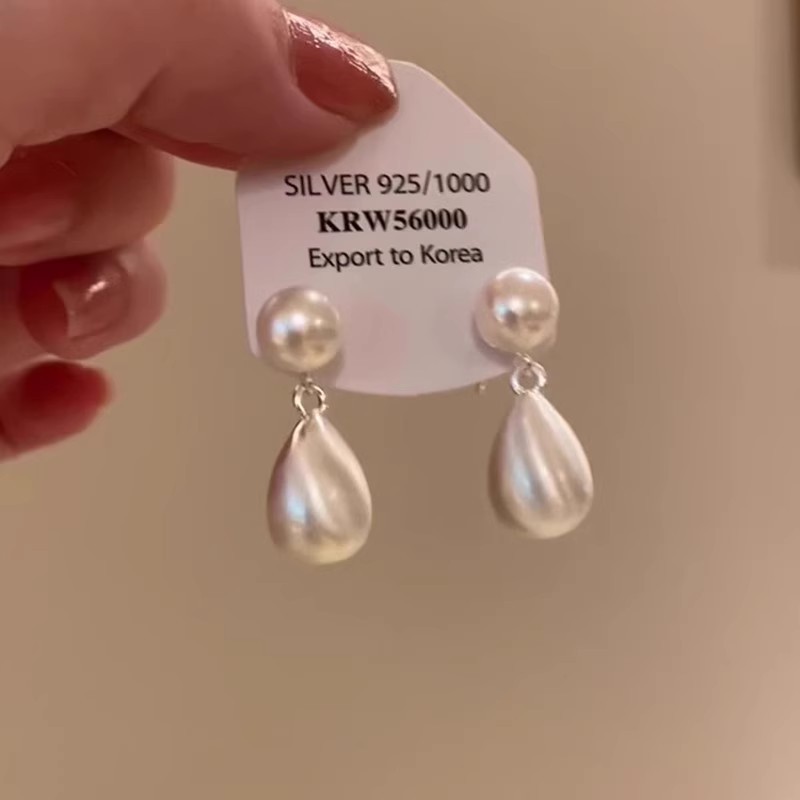 SILVER 925/1000
KRW56000
Export to Korea